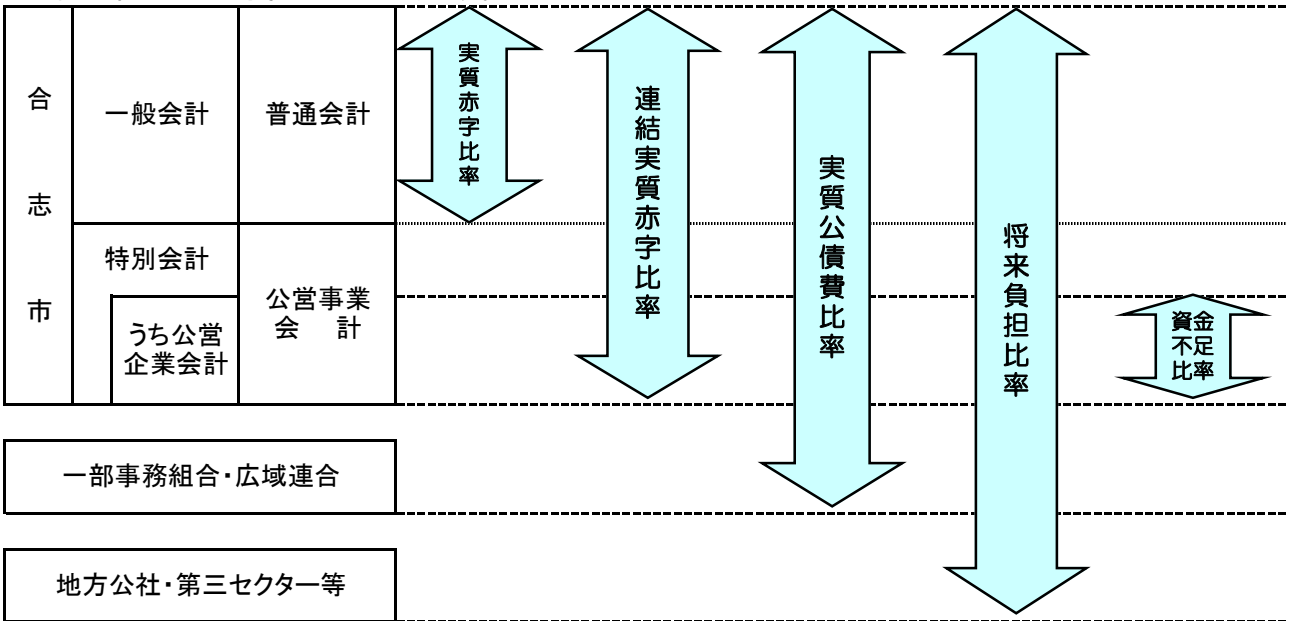 合志市
一般会計
普通会計
特別会計
うち公営
企業会計
公営事業
会 計
実質赤字比率
連結実質赤字比率
実質公債費比率
将来負担比率
資金
不足
比率
一部事務組合・広域連合
地方公社・第三セクター等